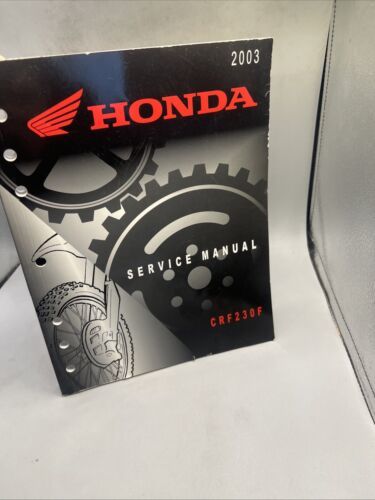 2003
HONDA
SERVICE MANUAL
CRF230F